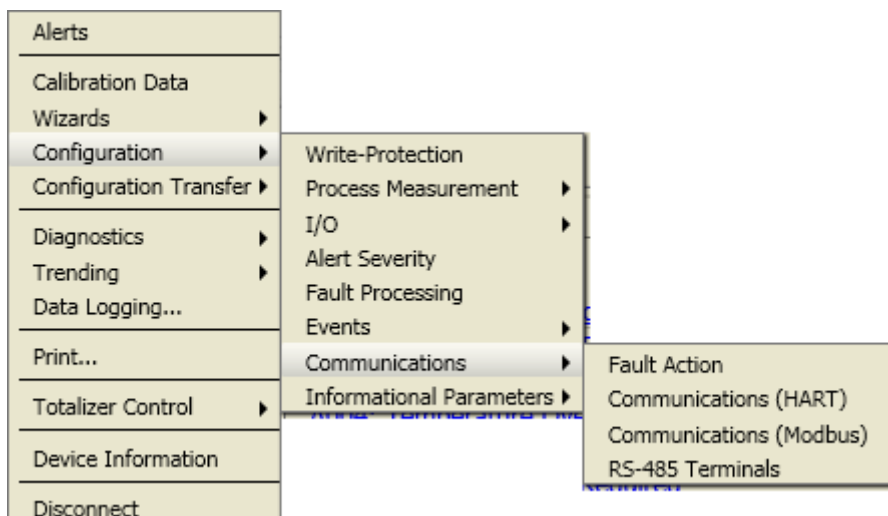 Alerts
Calibration Data
Wizards
Configuration
Configuration Transfer
Diagnostics
Trending
Data Logging...
Print...
Totalizer Control
Device Information
Disconnect
Write-Protection
Process Measurement
I/O
Alert Severity
Fault Processing
Events
Communications
Informational Parameters
Fault Action
Communications (HART)
Communications (Modbus)
RS-485 Terminals